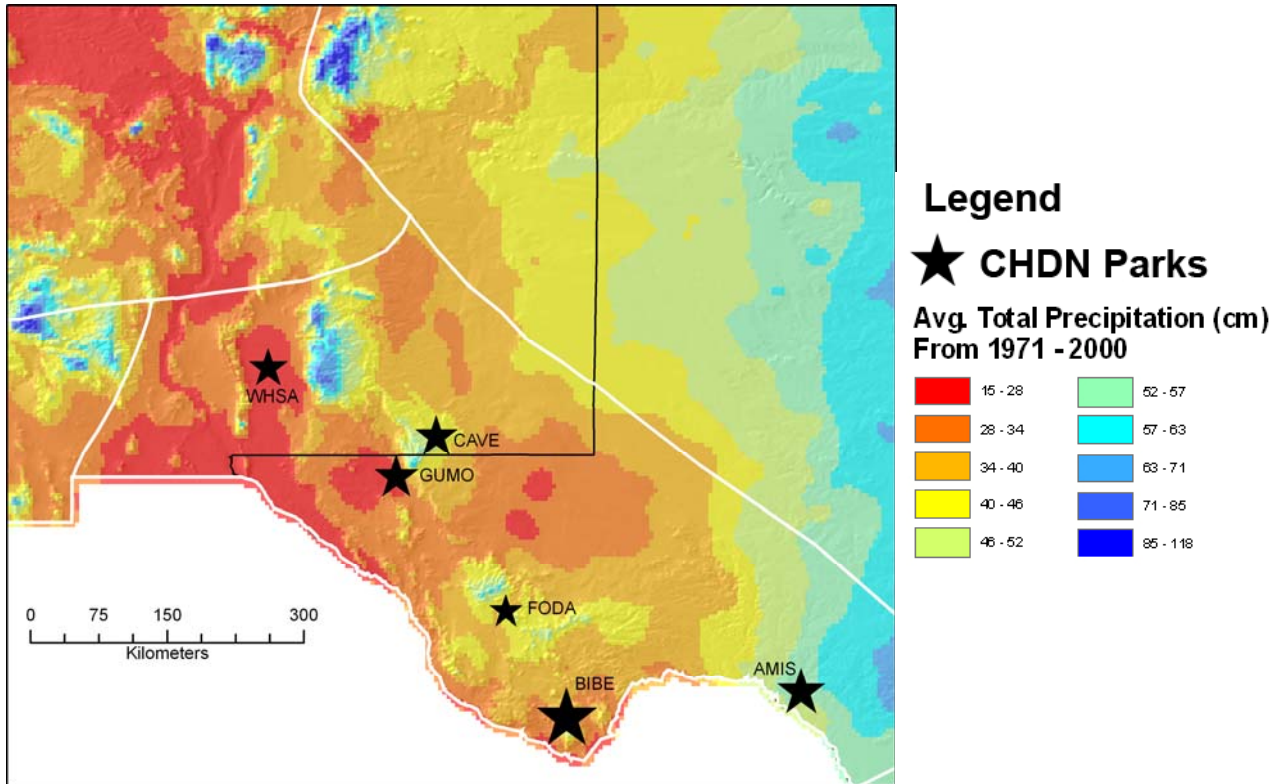 WHSA
CAVE
GUMO
FODA
BIBE
AMIS
0 75 150 300
Kilometers
Legend
CHDN Parks
Avg. Total Precipitation (cm)
From 1971 - 2000
15 - 28
28 - 34
34 - 40
40 - 46
46 - 52
52 - 57
57 - 63
63 - 71
71 - 85
85 - 118